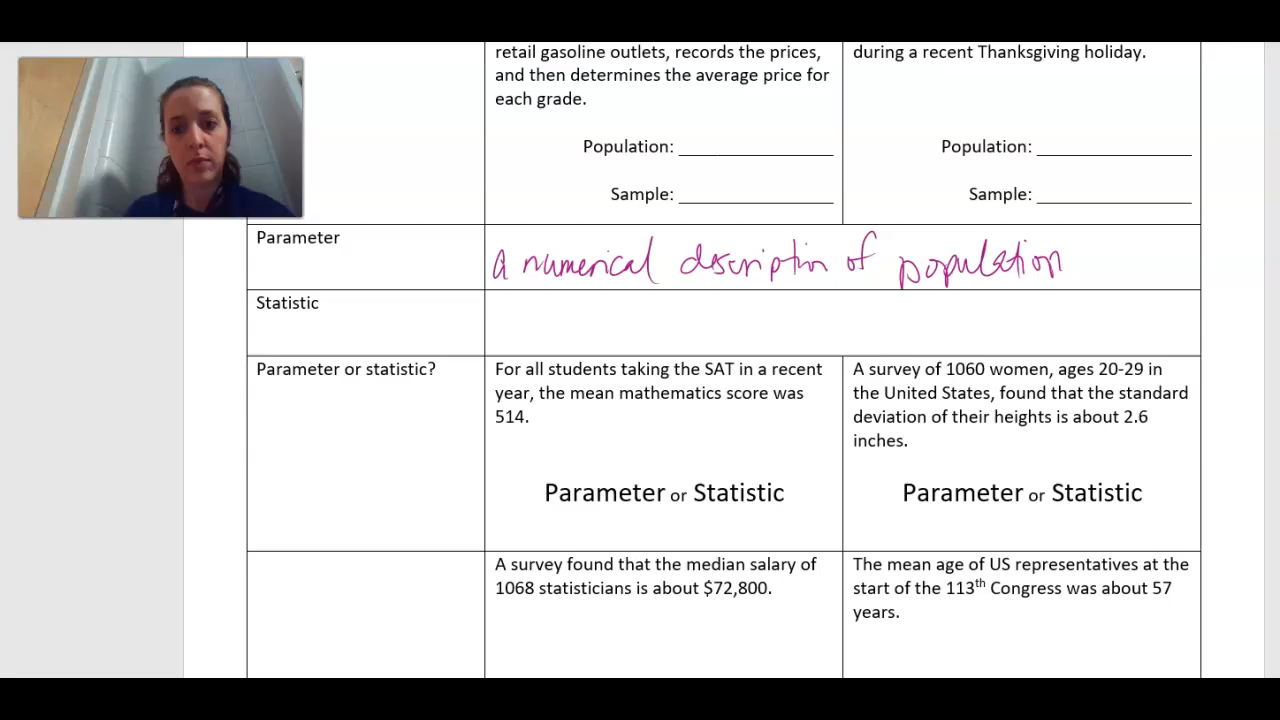 retail gasoline outlets, records the prices,
and then determines the average price for
each grade.
Population: _______________
Sample: _______________
during a recent Thanksgiving holiday.
Population: _______________
Sample: _______________
Parameter
a numerical description of population
Statistic
Parameter or statistic?
For all students taking the SAT in a recent
year, the mean mathematics score was
514.
Parameter or Statistic
A survey of 1060 women, ages 20-29 in
the United States, found that the standard
deviation of their heights is about 2.6
inches.
Parameter or Statistic
A survey found that the median salary of
1068 statisticians is about $72,800.
The mean age of US representatives at the
start of the 113th Congress was about 57
years.